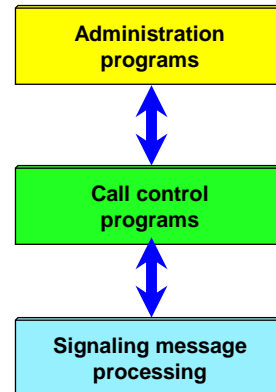 Administration
programs
Call control
programs
Signaling message
processing